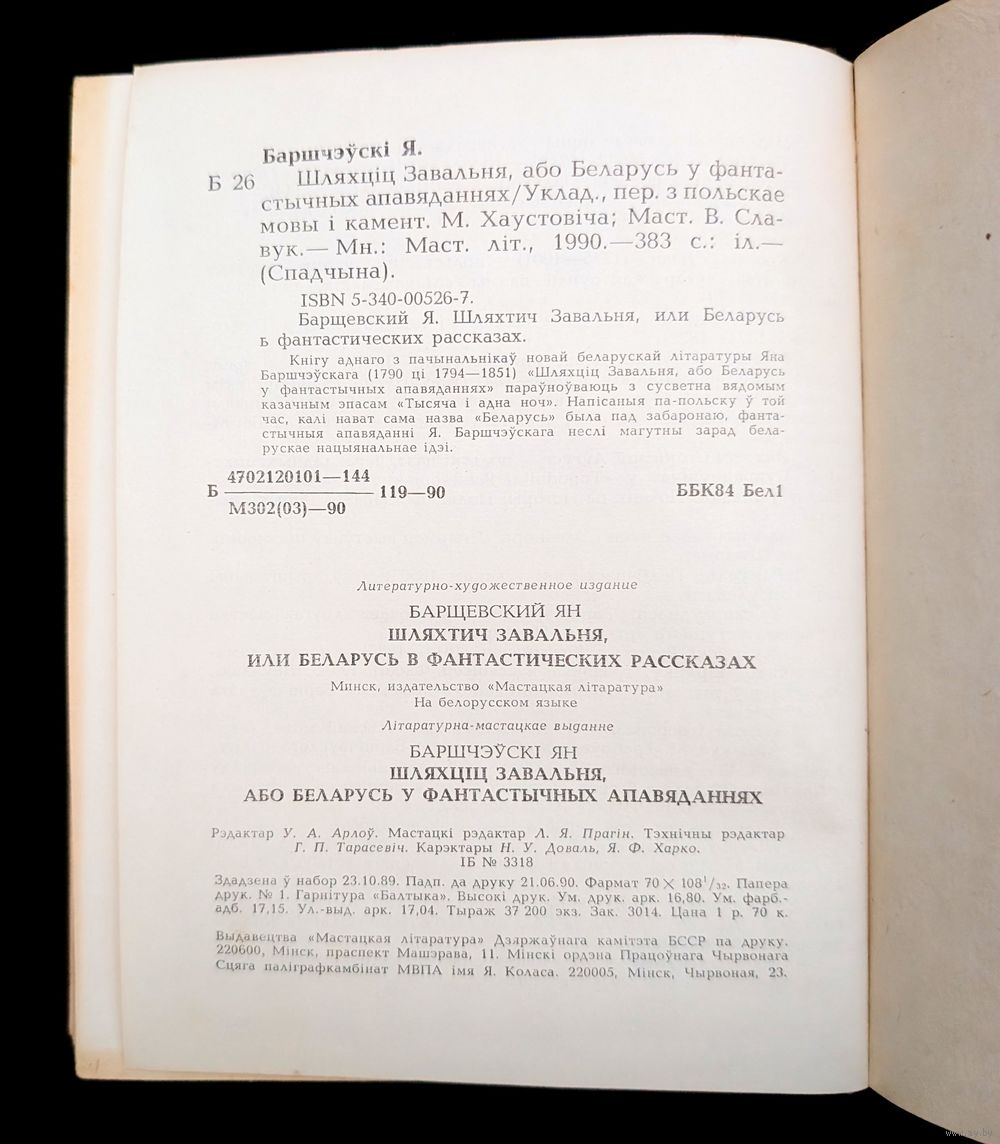 Баршчэўскі Я.
Б 26 Шляхціц Завальня, або Беларусь у фанта-
стычных апавяданнях/Уклад., пер. з польскае
мовы і камент. М. Хаустовіча; Маст. В. Сла-
вук.— Мн.: Маст. літ., 1990.—383 с.: іл.—
(Спадчына).
ISBN 5-340-00526-7.
Барщевский Я. Шляхтич Завальня, или Беларусь
ь фантастических рассказах.
Кнігу аднаго з пачынальнікаў новай беларускай літаратуры Яна
Баршчэўскага (1790 ці 1794—1851) «Шляхціц Завальня, або Беларусь
у фантастычных апавяданнях» параўноўваюць з сусветна вядомым
казачным эпасам «Тысяча і адна ноч». Напісаныя па-польску ў той
час, калі нават сама назва «Беларусь» была пад забаронаю, фанта-
стычныя апавяданні Я. Баршчэўскага неслі магутны зарад бела-
рускае нацыянальнае ідэі.
4702120101—144
Б 119—90 ББК84 Бел1
М302(03)—90
Литературно-художественное издание
БАРЩЕВСКИЙ ЯН
ШЛЯХТИЧ ЗАВАЛЬНЯ,
ИЛИ БЕЛАРУСЬ В ФАНТАСТИЧЕСКИХ РАССКАЗАХ
Минск, издательство «Мастацкая літаратура»
На белорусском языке
Літаратурна-мастацкае выданне
БАРШЧЭЎСКІ ЯН
ШЛЯХЦІЦ ЗАВАЛЬНЯ,
АБО БЕЛАРУСЬ У ФАНТАСТЫЧНЫХ АПАВЯДАННЯХ
Рэдактар У. А. Арлоў. Мастацкі рэдактар Л. Я. Прагін. Тэхнічны рэдактар
Г. П. Тарасевіч. Карэктары Н. У. Доваль, Я. Ф. Харко.
ІБ № 3318
Здадзена ў набор 23.10.89. Падп. да друку 21.06.90. Фармат 70 × 108¹/₃₂. Папера
друк. № 1. Гарнітура «Балтыка». Высокі друк. Ум. друк. арк. 16,80. Ум. фарб.-
адб. 17,15. Ул.-выд. арк. 17,04. Тыраж 37 200 экз. Зак. 3014. Цана 1 р. 70 к.
Выдавецтва «Мастацкая літаратура» Дзяржаўнага камітэта БССР па друку.
220600, Мінск, праспект Машэрава, 11. Мінскі ордэна Працоўнага Чырвонага
Сцяга паліграфкамбінат МВПА імя Я. Коласа. 220005, Мінск, Чырвоная, 23.